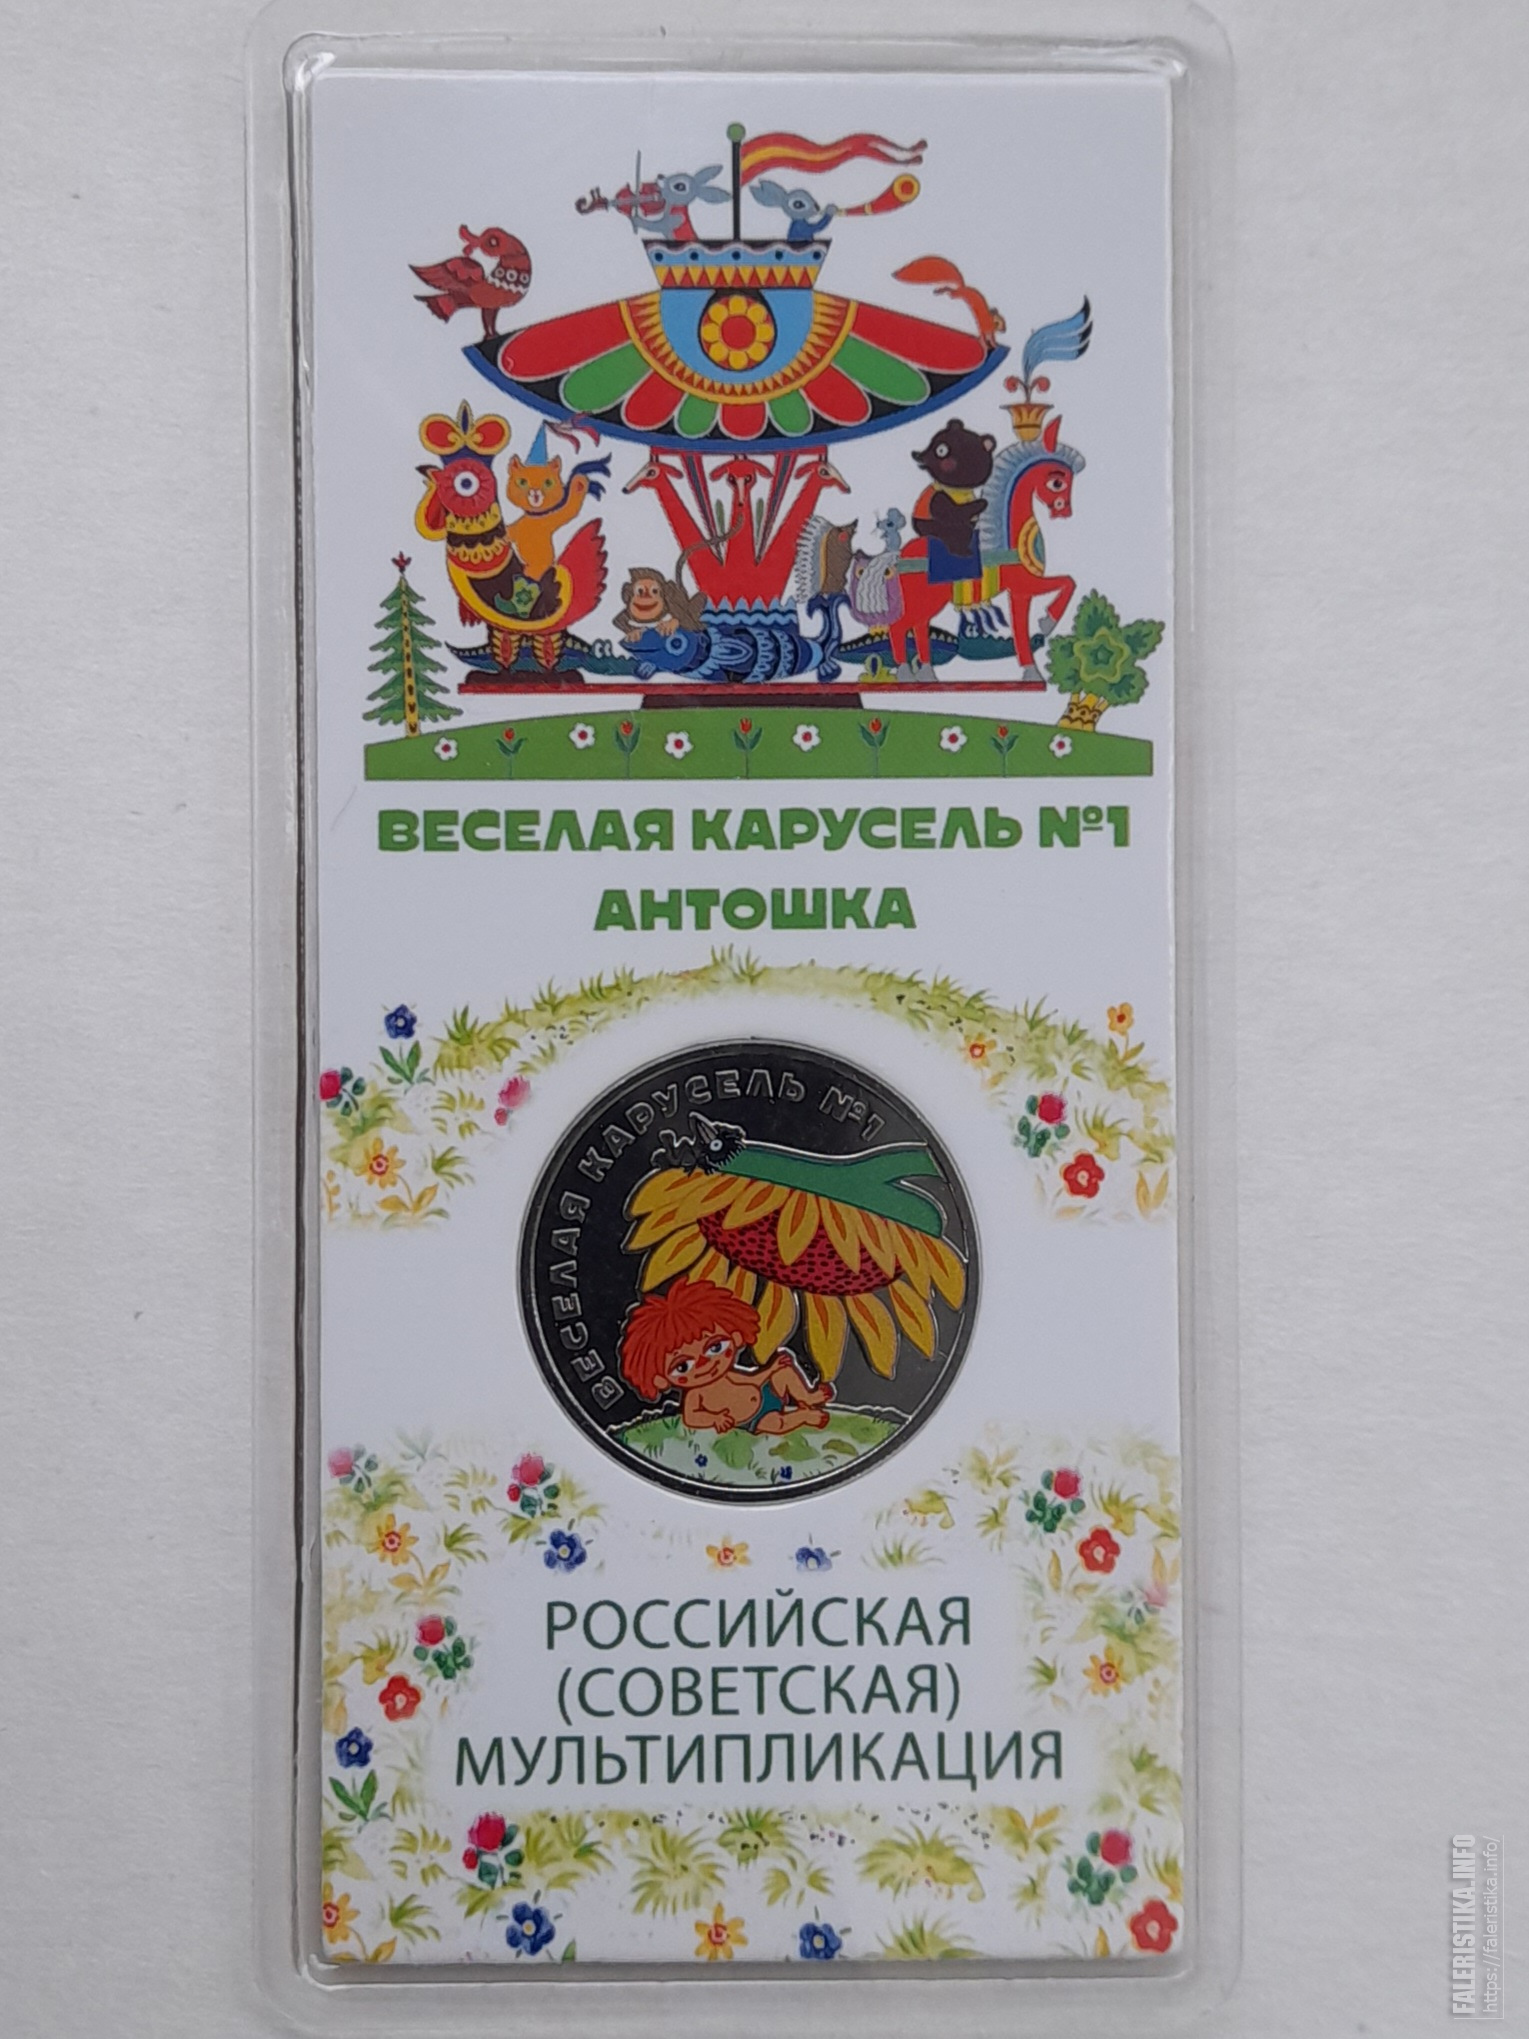 ВЕСЕЛАЯ КАРУСЕЛЬ №1
АНТОШКА
ВЕСЕЛАЯ КАРУСЕЛЬ №1
РОССИЙСКАЯ
(СОВЕТСКАЯ)
МУЛЬТИПЛИКАЦИЯ
FALERISTIKA.INFO
https://faleristika.info/